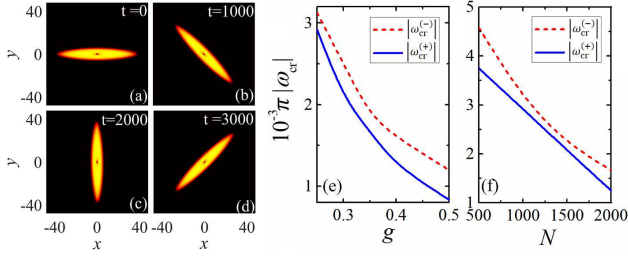 t =0
(a)
t=1000
(b)
t=2000
(c)
t=3000
(d)
y
40
0
-40
y
40
0
-40
-40 0 40
x
-40 0 40
x
10⁻³π |ω_cr|
3
2
1
|ω_cr^(-)|
|ω_cr^(+)|
(e)
0.3 0.4 0.5
g
5
4
3
2
1
|ω_cr^(-)|
|ω_cr^(+)|
(f)
500 1000 1500 2000
N